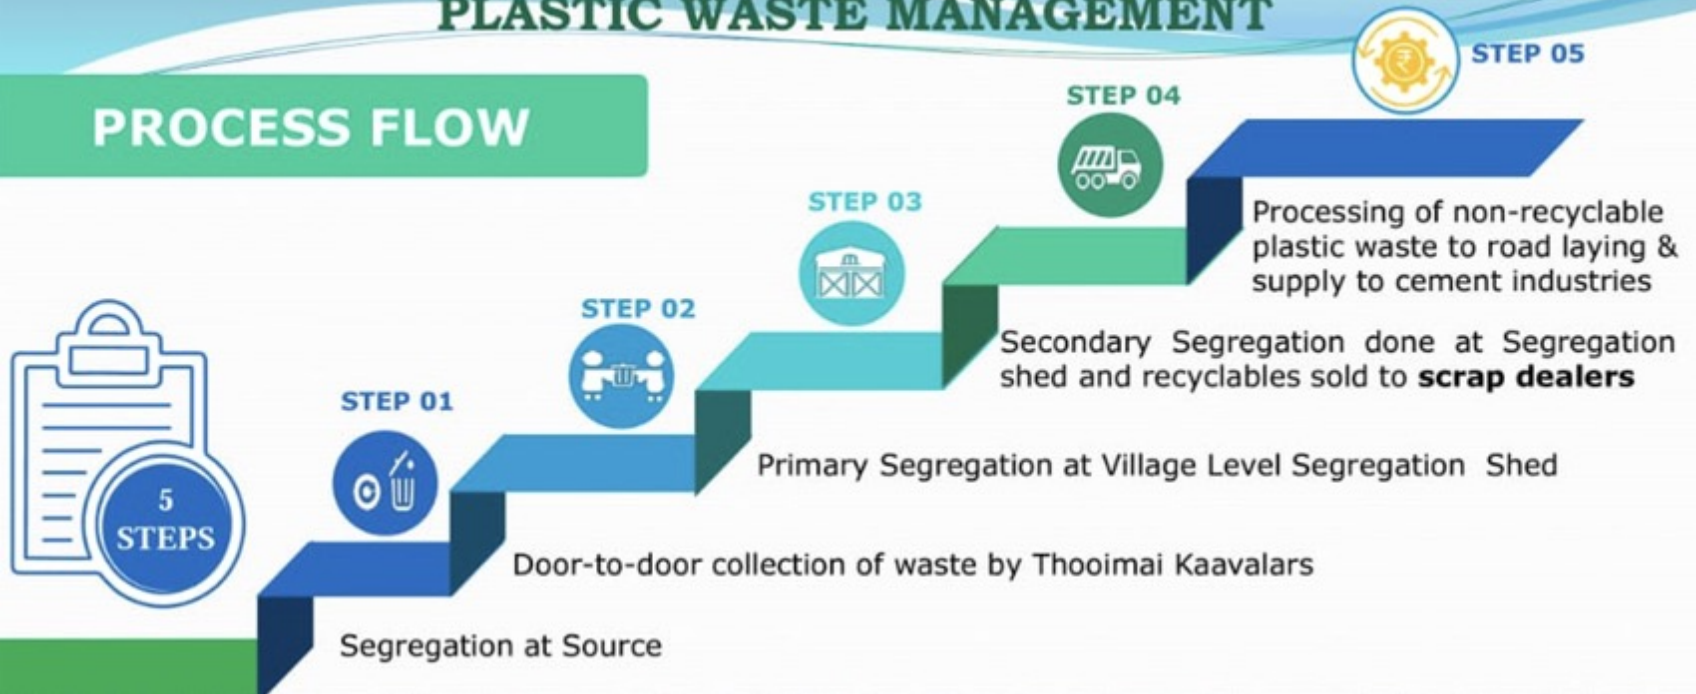 PLASTIC WASTE MANAGEMENT
PROCESS FLOW
5
STEPS
STEP 01
Segregation at Source
STEP 02
Door-to-door collection of waste by Thooimai Kaavalars
STEP 03
Primary Segregation at Village Level Segregation Shed
STEP 04
Secondary Segregation done at Segregation
shed and recyclables sold to scrap dealers
STEP 05
Processing of non-recyclable
plastic waste to road laying &
supply to cement industries